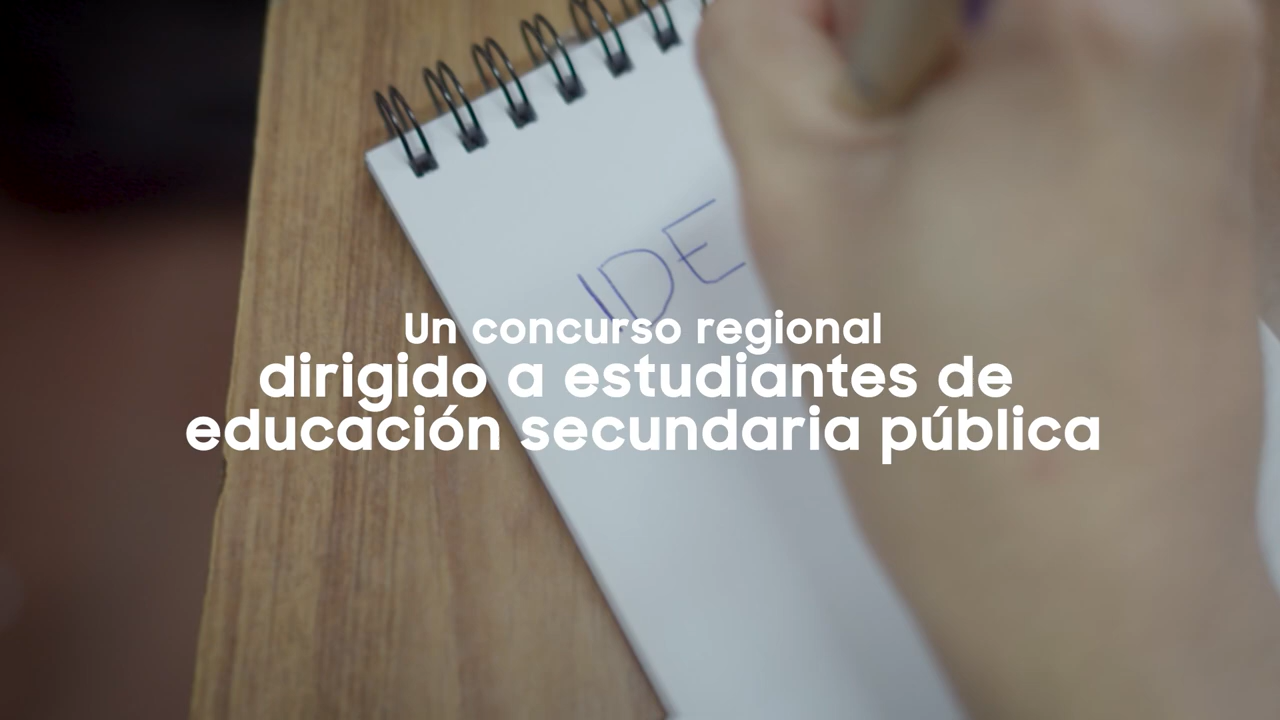 IDE
Un concurso regional
dirigido a estudiantes de
educación secundaria pública